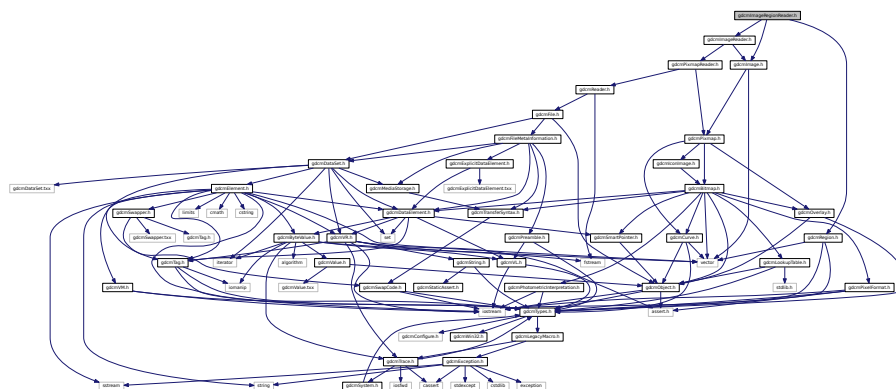 gdcmImageRegionReader.h
gdcmImageReader.h
gdcmPixmapReader.h
gdcmImage.h
gdcmReader.h
gdcmFile.h
gdcmFileMetaInformation.h
gdcmPixmap.h
gdcmDataSet.h
gdcmExplicitDataElement.h
gdcmIconImage.h
gdcmDataSet.txx
gdcmElement.h
gdcmMediaStorage.h
gdcmExplicitDataElement.txx
gdcmBitmap.h
gdcmSwapper.h
limits
cmath
cstring
gdcmDataElement.h
gdcmTransferSyntax.h
gdcmOverlay.h
gdcmSwapper.txx
gdcmTag.h
gdcmByteValue.h
gdcmVR.h
set
gdcmPreamble.h
gdcmSmartPointer.h
gdcmCurve.h
gdcmRegion.h
gdcmTag.h
iterator
algorithm
gdcmValue.h
gdcmString.h
gdcmVL.h
fstream
vector
gdcmLookupTable.h
gdcmVM.h
iomanip
gdcmValue.txx
gdcmSwapCode.h
gdcmStaticAssert.h
gdcmPhotometricInterpretation.h
gdcmObject.h
stdlib.h
gdcmPixelFormat.h
iostream
gdcmTypes.h
assert.h
gdcmConfigure.h
gdcmWin32.h
gdcmLegacyMacro.h
gdcmTrace.h
gdcmException.h
sstream
string
gdcmSystem.h
iosfwd
cassert
stdexcept
cstdlib
exception